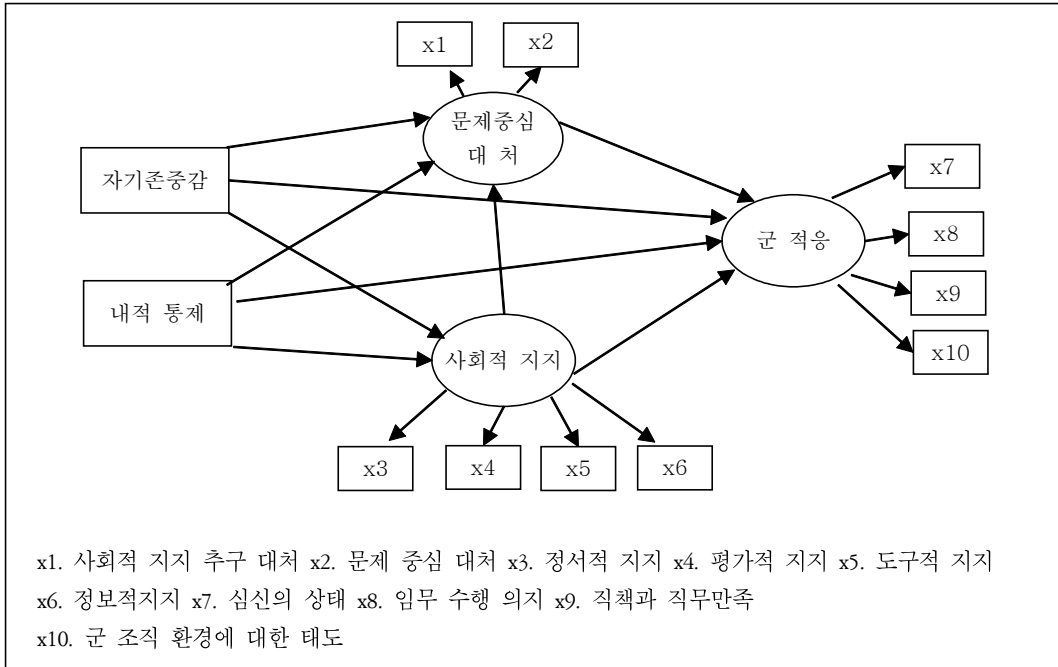 x1
x2
문제중심
대 처
자기존중감
x7
군 적응
x8
내적 통제
x9
사회적 지지
x10
x3
x4
x5
x6
x1. 사회적 지지 추구 대처 x2. 문제 중심 대처 x3. 정서적 지지 x4. 평가적 지지 x5. 도구적 지지
x6. 정보적지지 x7. 심신의 상태 x8. 임무 수행 의지 x9. 직책과 직무만족
x10. 군 조직 환경에 대한 태도